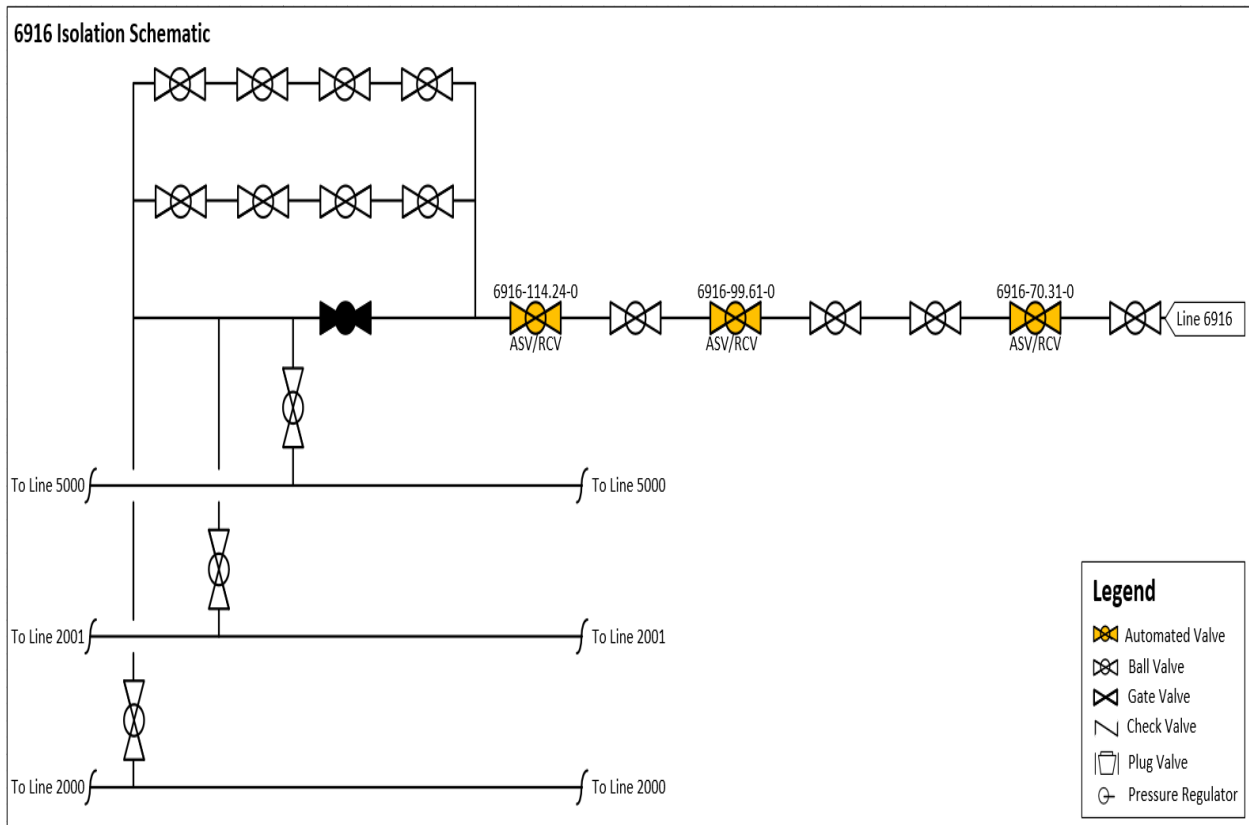 6916 Isolation Schematic
6916-114.24-0
6916-99.61-0
6916-70.31-0
Line 6916
ASV/RCV
ASV/RCV
ASV/RCV
To Line 5000
To Line 5000
To Line 2001
To Line 2001
To Line 2000
To Line 2000
Legend
Automated Valve
Ball Valve
Gate Valve
Check Valve
Plug Valve
Pressure Regulator